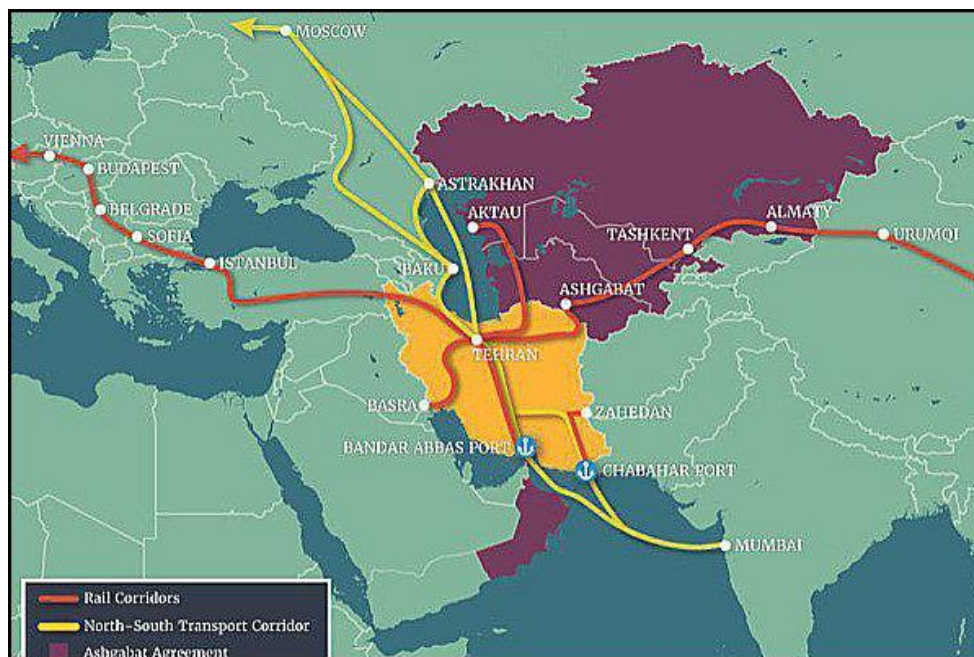 MOSCOW
VIENNA
BUDAPEST
ASTRAKHAN
BELGRADE
AKTAU
ALMATY
SOFIA
TASHKENT
URUMQI
ISTANBUL
BAKU
ASHGABAT
TEHRAN
BASRA
ZAHEDAN
BANDAR ABBAS PORT
CHABAHAR PORT
MUMBAI
Rail Corridors
North-South Transport Corridor
Ashgabat Agreement